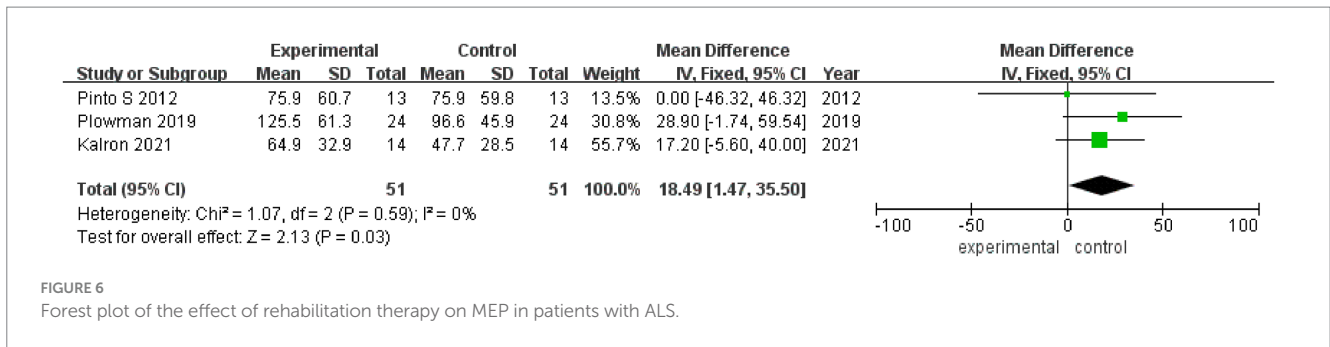 Experimental Control Mean Difference Mean Difference
Study or Subgroup Mean SD Total Mean SD Total Weight IV, Fixed, 95% CI Year IV, Fixed, 95% CI
Pinto S 2012 75.9 60.7 13 75.9 59.8 13 13.5% 0.00 [-46.32, 46.32] 2012
Plowman 2019 125.5 61.3 24 96.6 45.9 24 30.8% 28.90 [-1.74, 59.54] 2019
Kalron 2021 64.9 32.9 14 47.7 28.5 14 55.7% 17.20 [-5.60, 40.00] 2021
Total (95% CI) 51 51 100.0% 18.49 [1.47, 35.50]
Heterogeneity: Chi² = 1.07, df = 2 (P = 0.59); I² = 0%
Test for overall effect: Z = 2.13 (P = 0.03)
-100 -50 0 50 100
experimental control
FIGURE 6
Forest plot of the effect of rehabilitation therapy on MEP in patients with ALS.